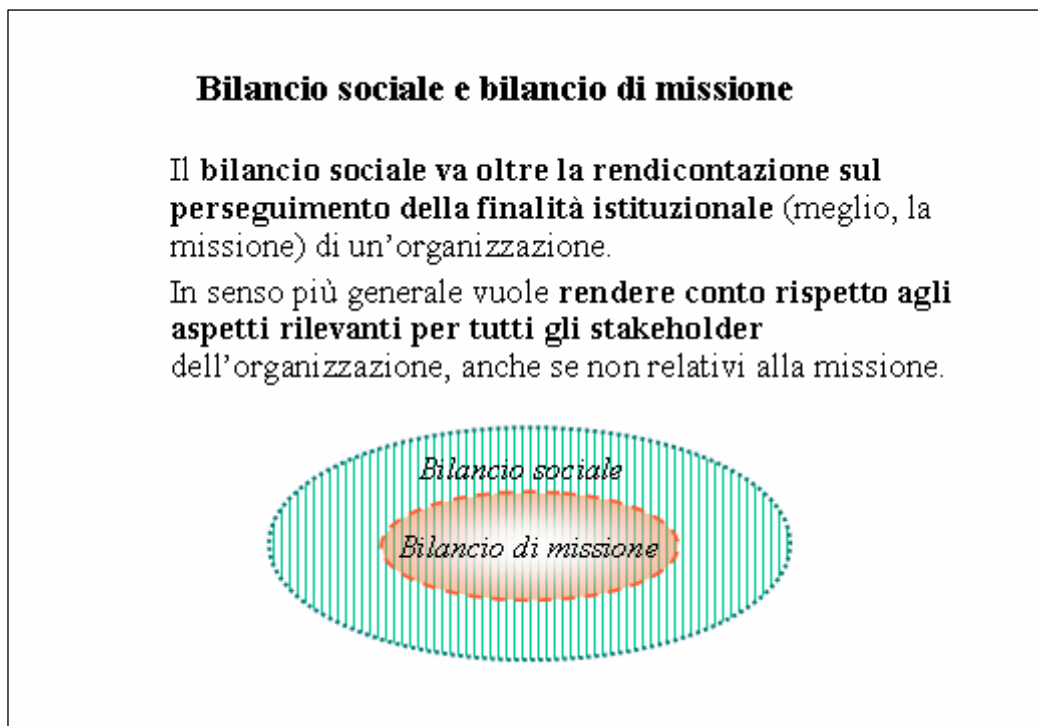 Bilancio sociale e bilancio di missione
Il bilancio sociale va oltre la rendicontazione sul
perseguimento della finalità istituzionale (meglio, la
missione) di un'organizzazione.
In senso più generale vuole rendere conto rispetto agli
aspetti rilevanti per tutti gli stakeholder
dell'organizzazione, anche se non relativi alla missione.
Bilancio sociale
Bilancio di missione